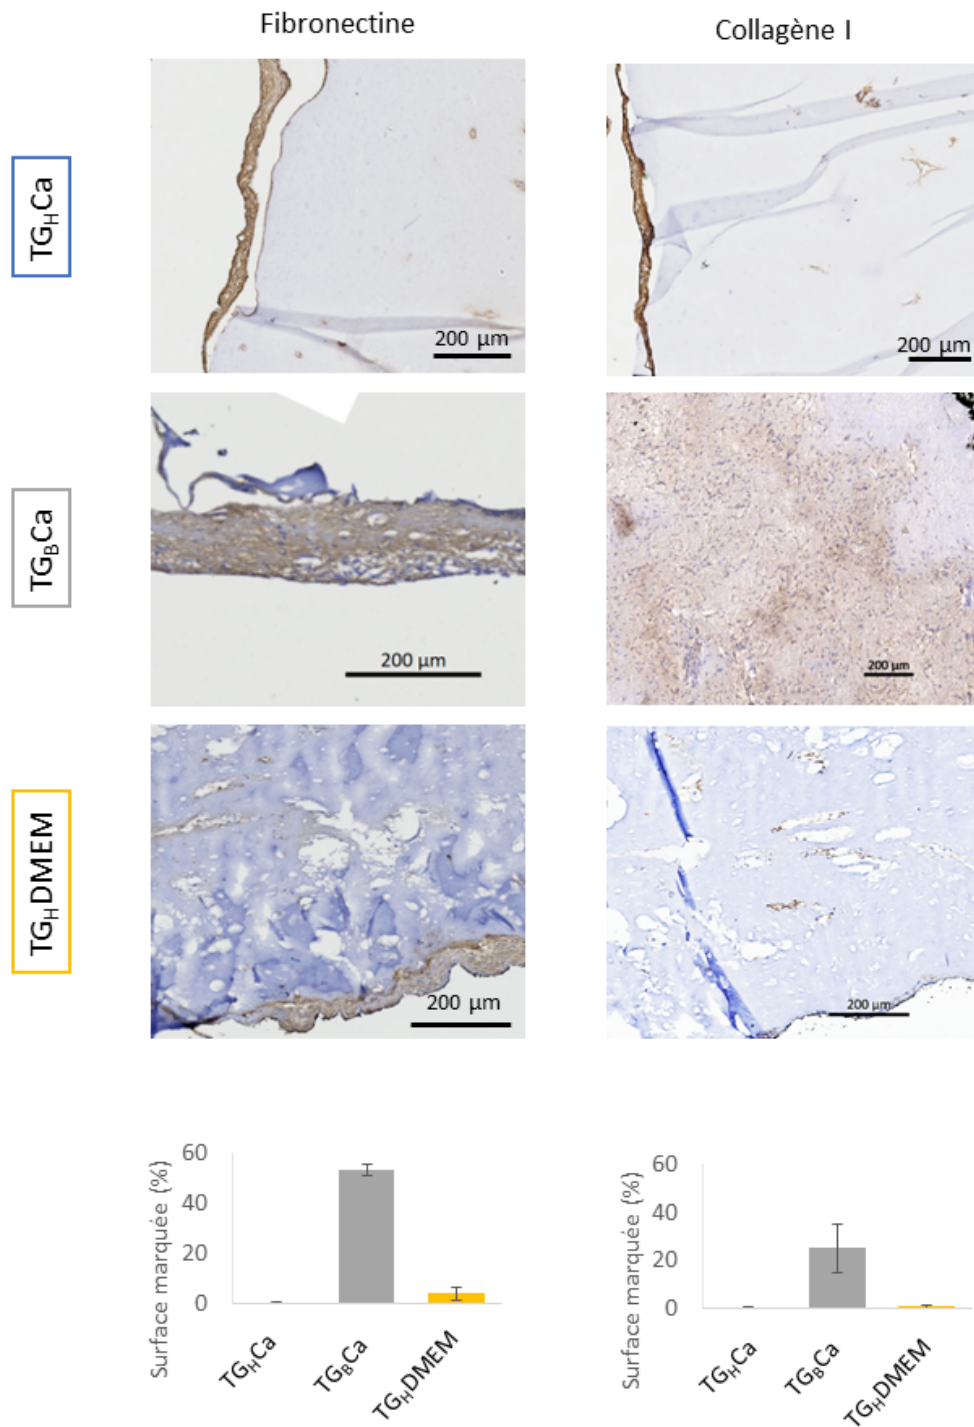 Fibronectine
Collagène I
TGHCa
200 µm
200 µm
TGBCa
200 µm
200 µm
TGHDMEM
200 µm
200 µm
Surface marquée (%)
60
40
20
0
TGHCa
TGBCa
TGHDMEM
Surface marquée (%)
60
40
20
0
TGHCa
TGBCa
TGHDMEM